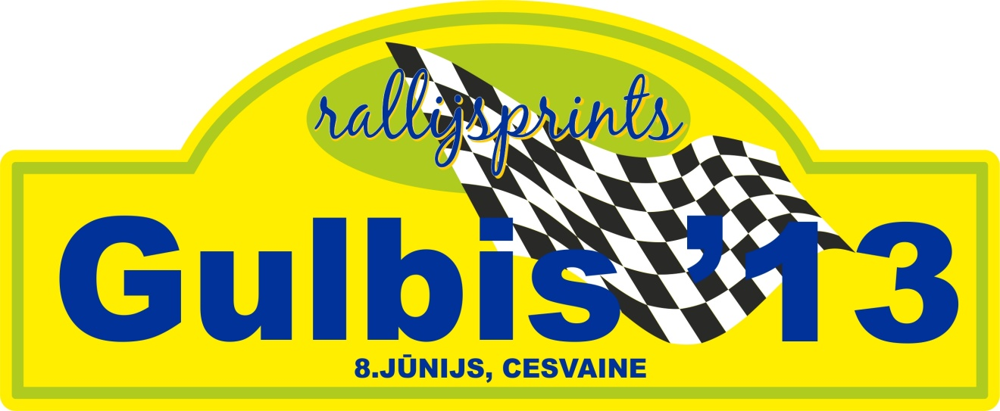 rallijsprints
Gulbis '13
8.JŪNIJS, CESVAINE